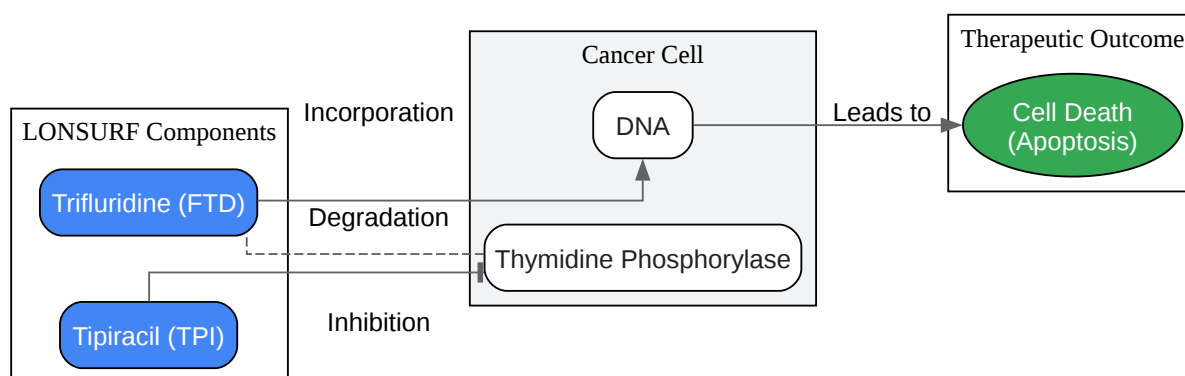 LONSURF Components
Trifluridine (FTD)
Tipiracil (TPI)
Incorporation
Degradation
Inhibition
Cancer Cell
DNA
Thymidine Phosphorylase
Leads to
Therapeutic Outcome
Cell Death
(Apoptosis)